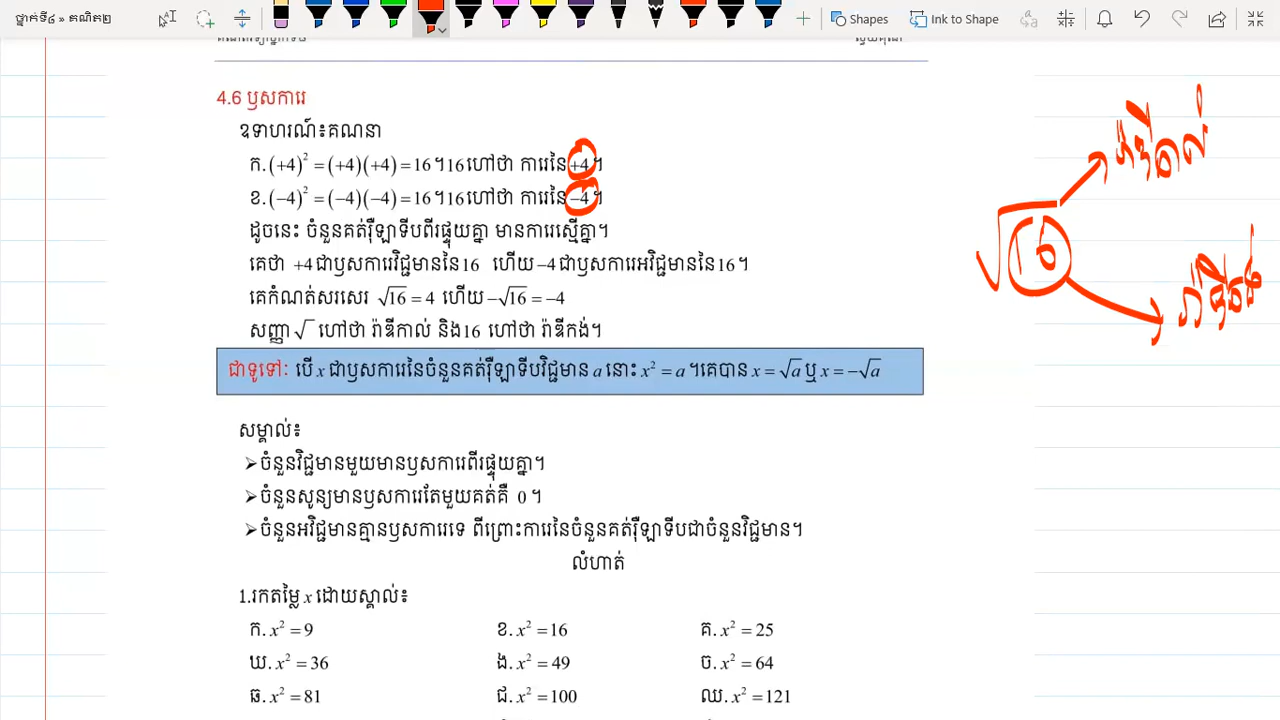 ថ្នាក់ទី៨ » គណិត២
Shapes
Ink to Shape
4.6 ឫសការេ
ឧទាហរណ៍៖គណនា
ក.(+4)² = (+4)(+4) = 16 ។16 ហៅថា ការេនៃ +4 ។
ខ.(−4)² = (−4)(−4) = 16 ។16 ហៅថា ការេនៃ −4 ។
ដូចនេះ ចំនួនគត់រ៉ឺឡាទីបពីរផ្ទុយគ្នា មានការេស្មើគ្នា។
គេថា +4 ជាឫសការេវិជ្ជមាននៃ16 ហើយ −4 ជាឫសការេអវិជ្ជមាននៃ16 ។
គេកំណត់សរសេរ √16 = 4 ហើយ −√16 = −4
សញ្ញា √ ហៅថា រ៉ាឌីកាល់ និង16 ហៅថា រ៉ាឌីកង់។
ជាទូទៅ: បើ x ជាឫសការេនៃចំនួនគត់រ៉ឺឡាទីបវិជ្ជមាន a នោះ x² = a ។គេបាន x = √a ឬ x = −√a
សម្គាល់៖
➢ចំនួនវិជ្ជមានមួយមានឫសការេពីរផ្ទុយគ្នា។
➢ចំនួនសូន្យមានឫសការេតែមួយគត់គឺ 0 ។
➢ចំនួនអវិជ្ជមានគ្មានឫសការេទេ ពីព្រោះការេនៃចំនួនគត់រ៉ឺឡាទីបជាចំនួនវិជ្ជមាន។
លំហាត់
1.រកតម្លៃ x ដោយស្គាល់៖
ក. x² = 9 ខ. x² = 16 គ. x² = 25
ឃ. x² = 36 ង. x² = 49 ច. x² = 64
ឆ. x² = 81 ជ. x² = 100 ឈ. x² = 121
រ៉ាឌីកាល់
√16
រ៉ាឌីកង់